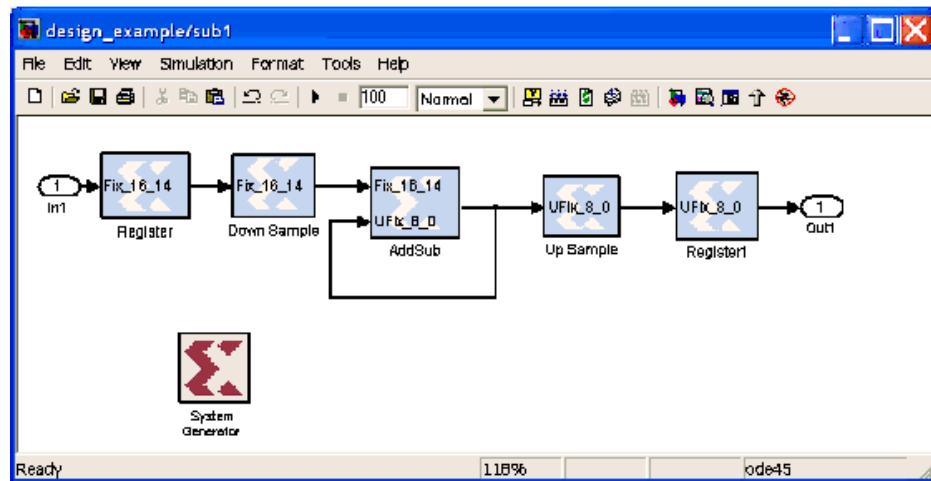 design_example/sub1
File Edit View Simulation Format Tools Help
100 Normal
1
In1
Fix_16_14
Register
Fix_16_14
Down Sample
Fix_16_14
UFix_8_0
AddSub
UFix_8_0
Up Sample
UFix_8_0
Register1
1
Out1
System
Generator
Ready 118% ode45